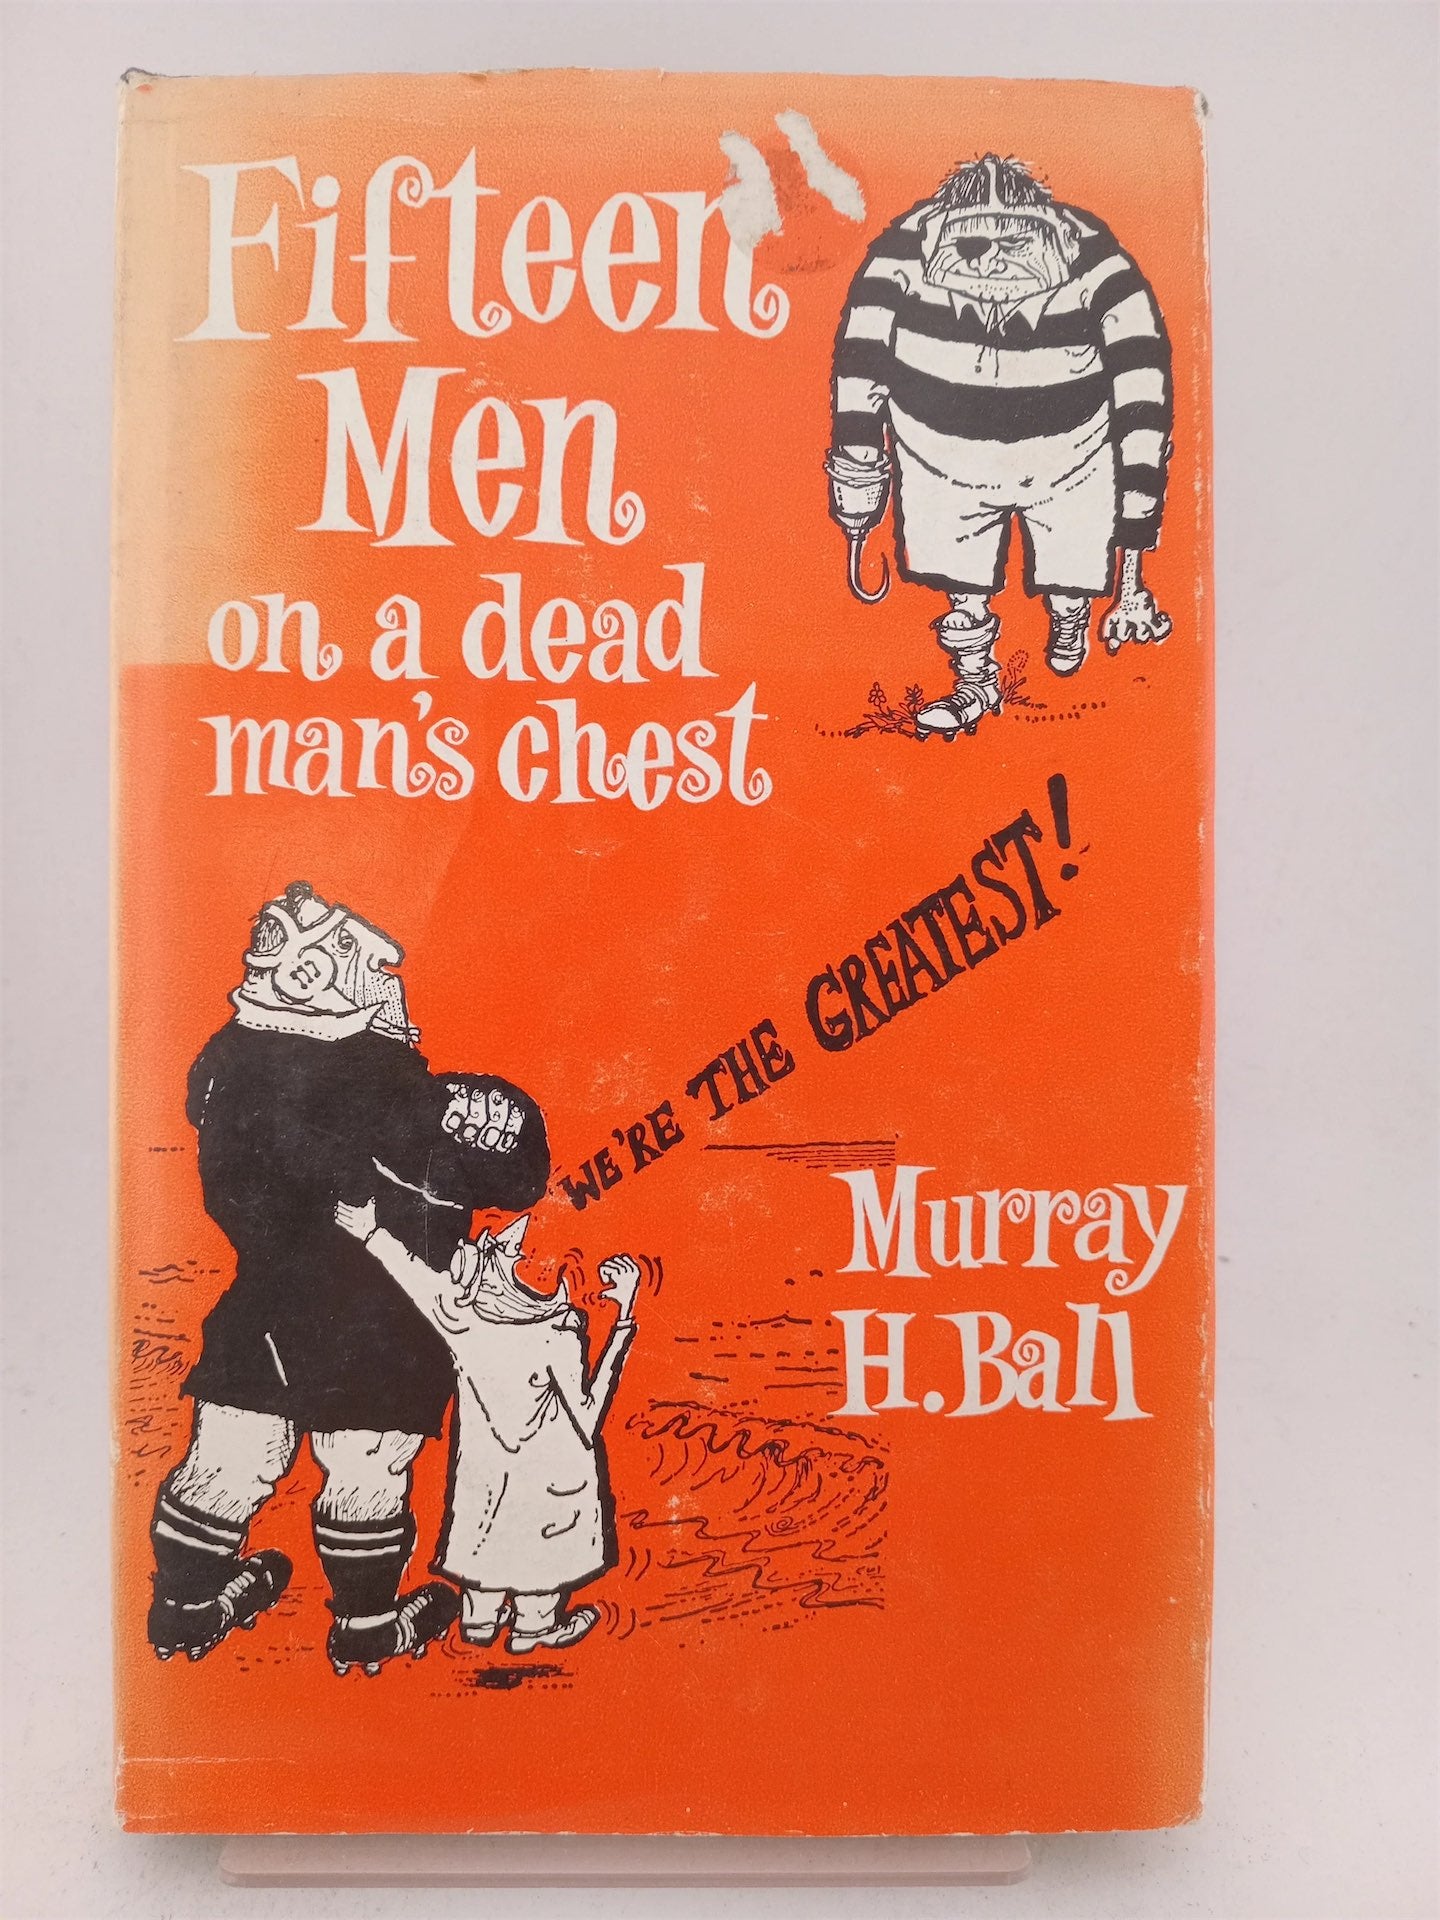 Fifteen
Men
on a dead
man's chest
WE'RE THE GREATEST!
Murray
H. Ball